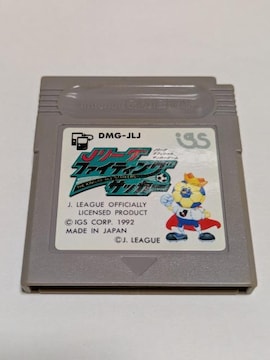 DMG-JLJ
igs
Jリーグ
ファイティング
サッカー
J. LEAGUE OFFICIALLY
LICENSED PRODUCT
©IGS CORP. 1992
MADE IN JAPAN
©J. LEAGUE